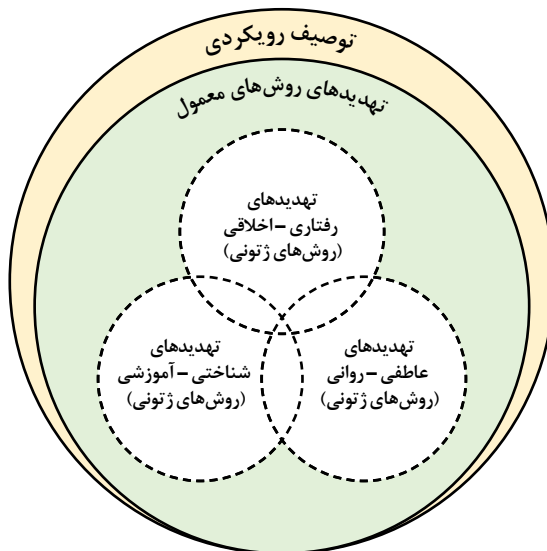 توصیف رویکردی
تهدیدهای روش‌های معمول
تهدیدهای
رفتاری – اخلاقی
(روش‌های ژتونی)
تهدیدهای
عاطفی – روانی
(روش‌های ژتونی)
تهدیدهای
شناختی – آموزشی
(روش‌های ژتونی)